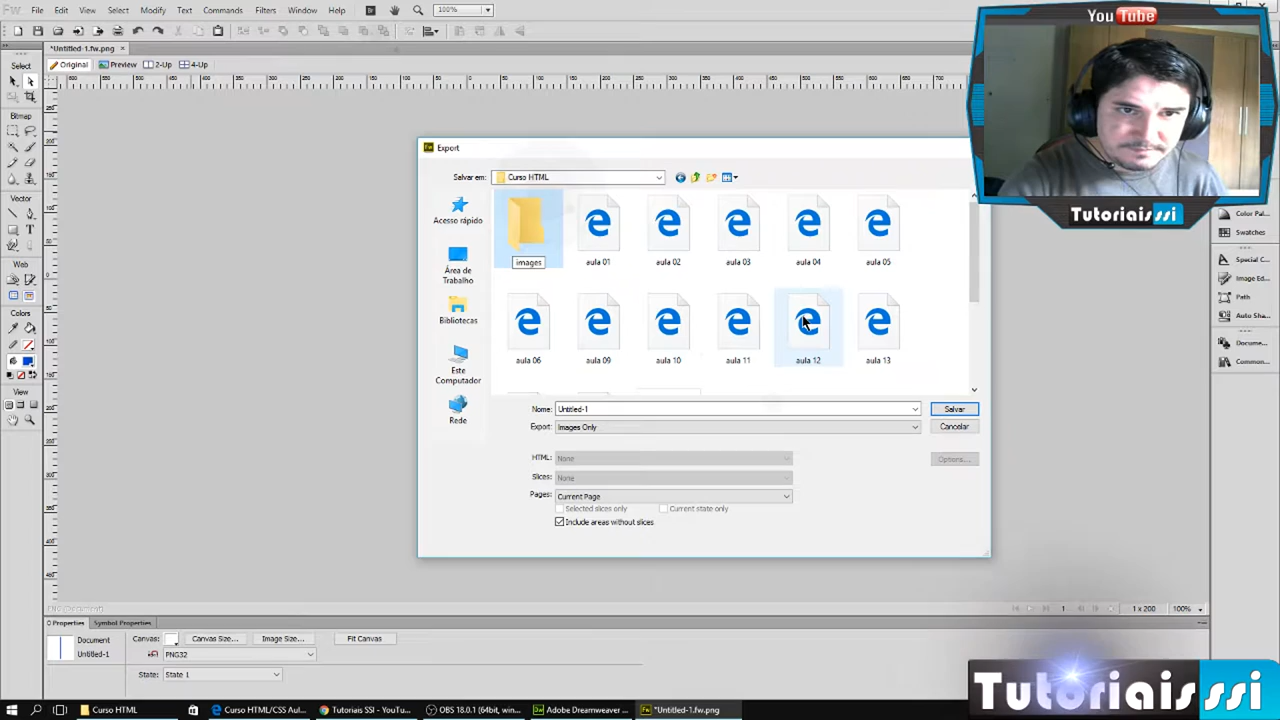 Fw File Edit View Select Modify Text Commands Filters Window Help Br 100%
*Untitled-1.fw.png ×
Original Preview 2-Up 4-Up
Select
Bitmap
Vector
Web
Colors
View
Export
Salvar em: Curso HTML
Acesso rápido
Área de Trabalho
Bibliotecas
Este Computador
Rede
images aula 01 aula 02 aula 03 aula 04 aula 05
aula 06 aula 09 aula 10 aula 11 aula 12 aula 13
Nome: Untitled-1 Salvar
Export: Images Only Cancelar
HTML: None Options...
Slices: None
Pages: Current Page
Selected slices only Current state only
Include areas without slices
You Tube
Tutoriaisssi
Color Pal...
Swatches
Special C...
Image Ed...
Path
Auto Sha...
Docume...
Common...
PNG (Document) 1 1 x 200 100%
Properties Symbol Properties
Document Canvas: Canvas Size... Image Size... Fit Canvas
Untitled-1 PNG32
State: State 1
Tutoriaisssi
Curso HTML Curso HTML/CSS Aul... Tutoriais SSI - YouTu... OBS 18.0.1 (64bit, win... Adobe Dreamweaver ... *Untitled-1.fw.png